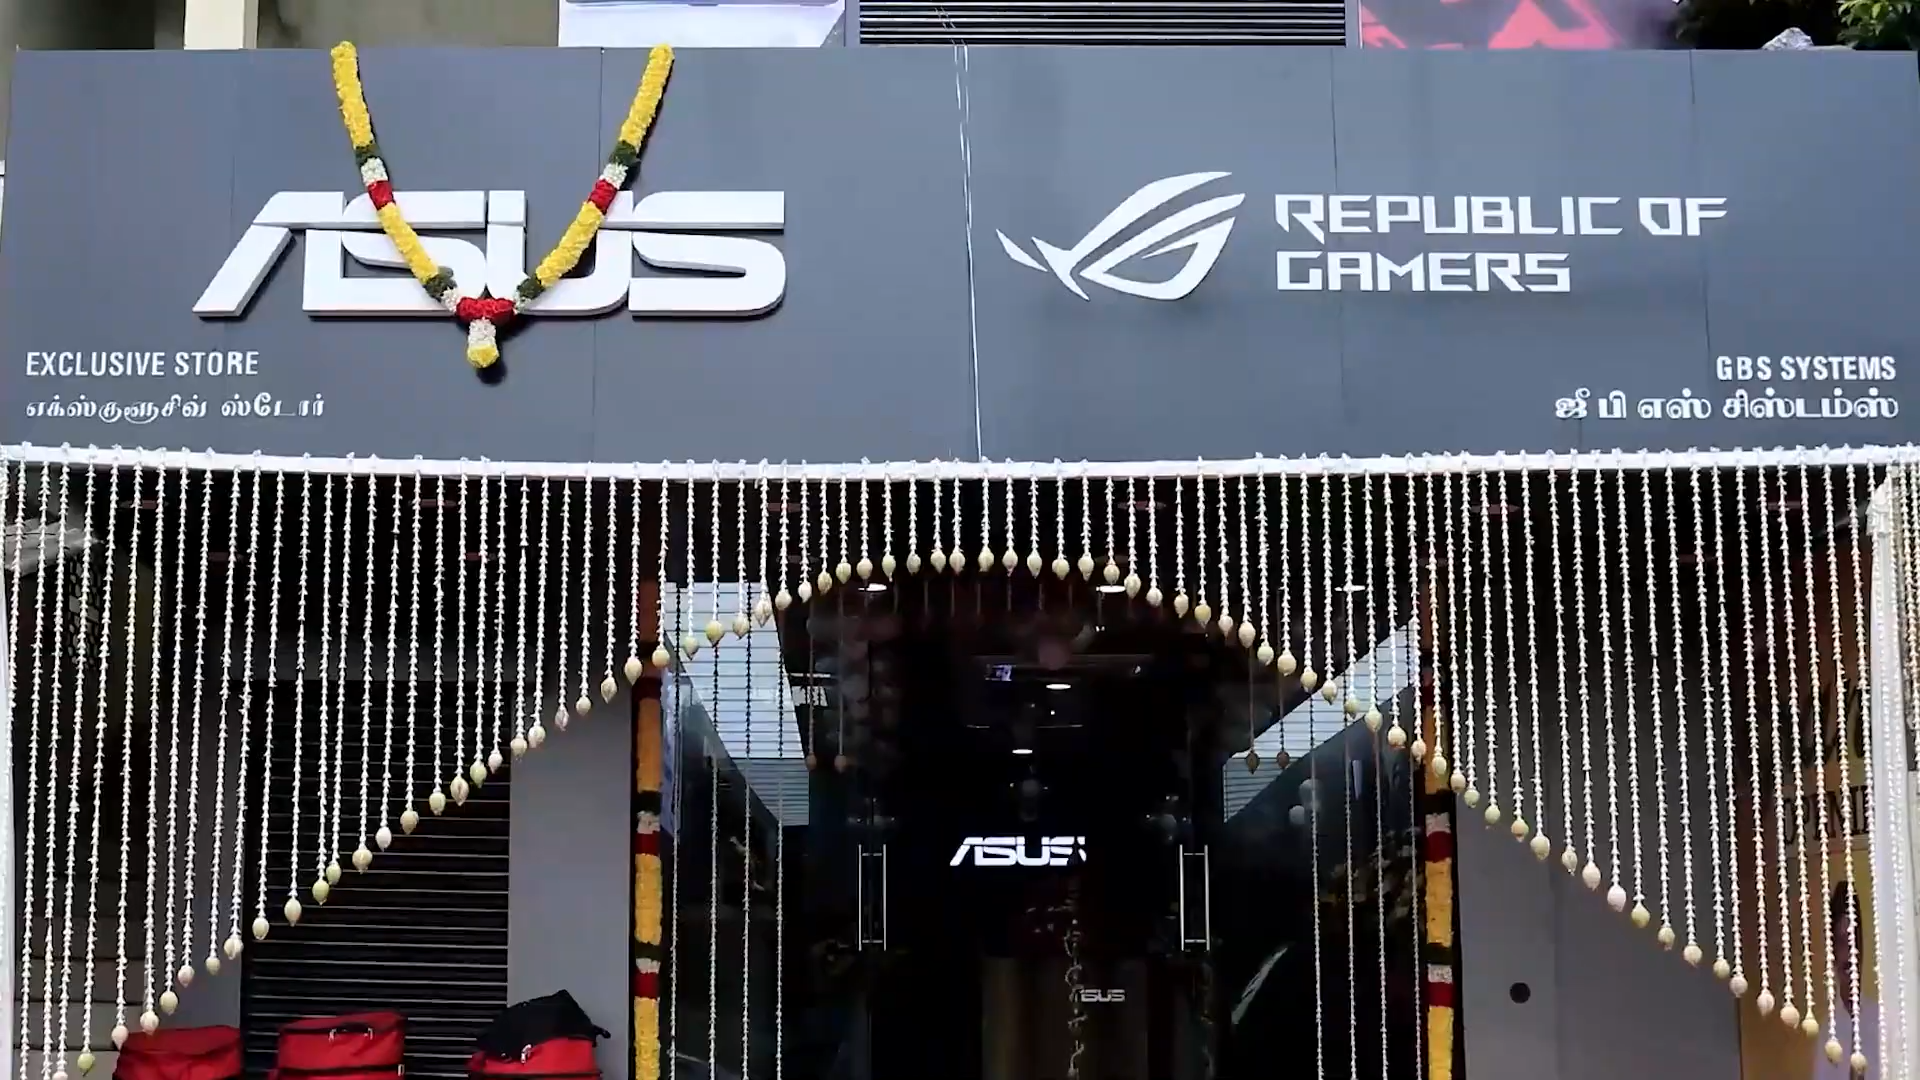 ASUS
REPUBLIC OF
GAMERS
EXCLUSIVE STORE
எக்ஸ்குளூசிவ் ஸ்டோர்
GBS SYSTEMS
ஜீ பி எஸ் சிஸ்டம்ஸ்
ASUS
ASUS